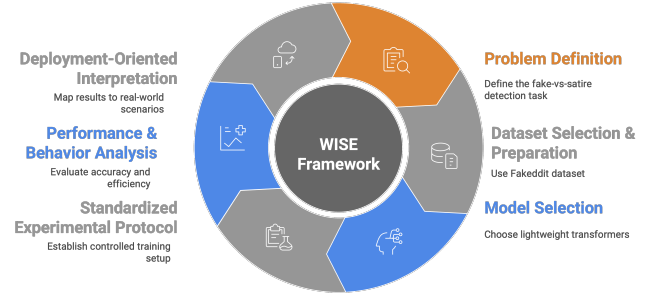 Deployment-Oriented
Interpretation
Map results to real-world
scenarios
Performance &
Behavior Analysis
Evaluate accuracy and
efficiency
Standardized
Experimental Protocol
Establish controlled training
setup
WISE
Framework
Problem Definition
Define the fake-vs-satire
detection task
Dataset Selection &
Preparation
Use Fakeddit dataset
Model Selection
Choose lightweight transformers